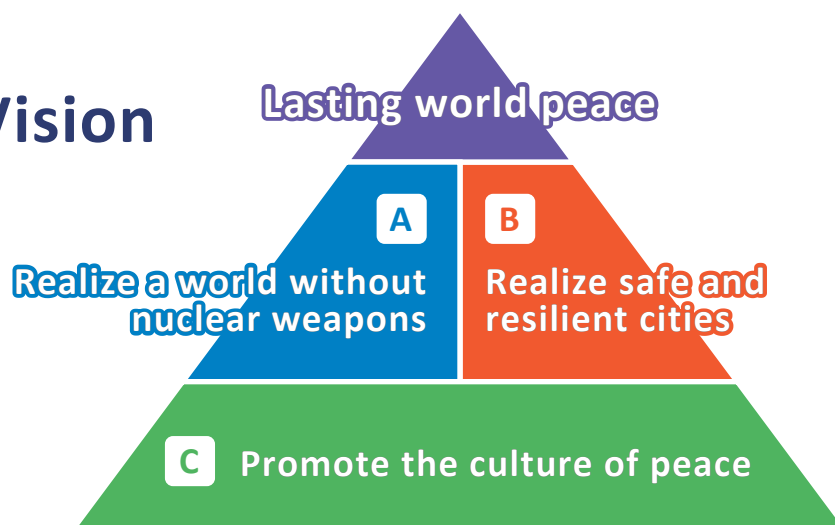 Vision
Lasting world peace
A
Realize a world without
nuclear weapons
B
Realize safe and
resilient cities
C Promote the culture of peace